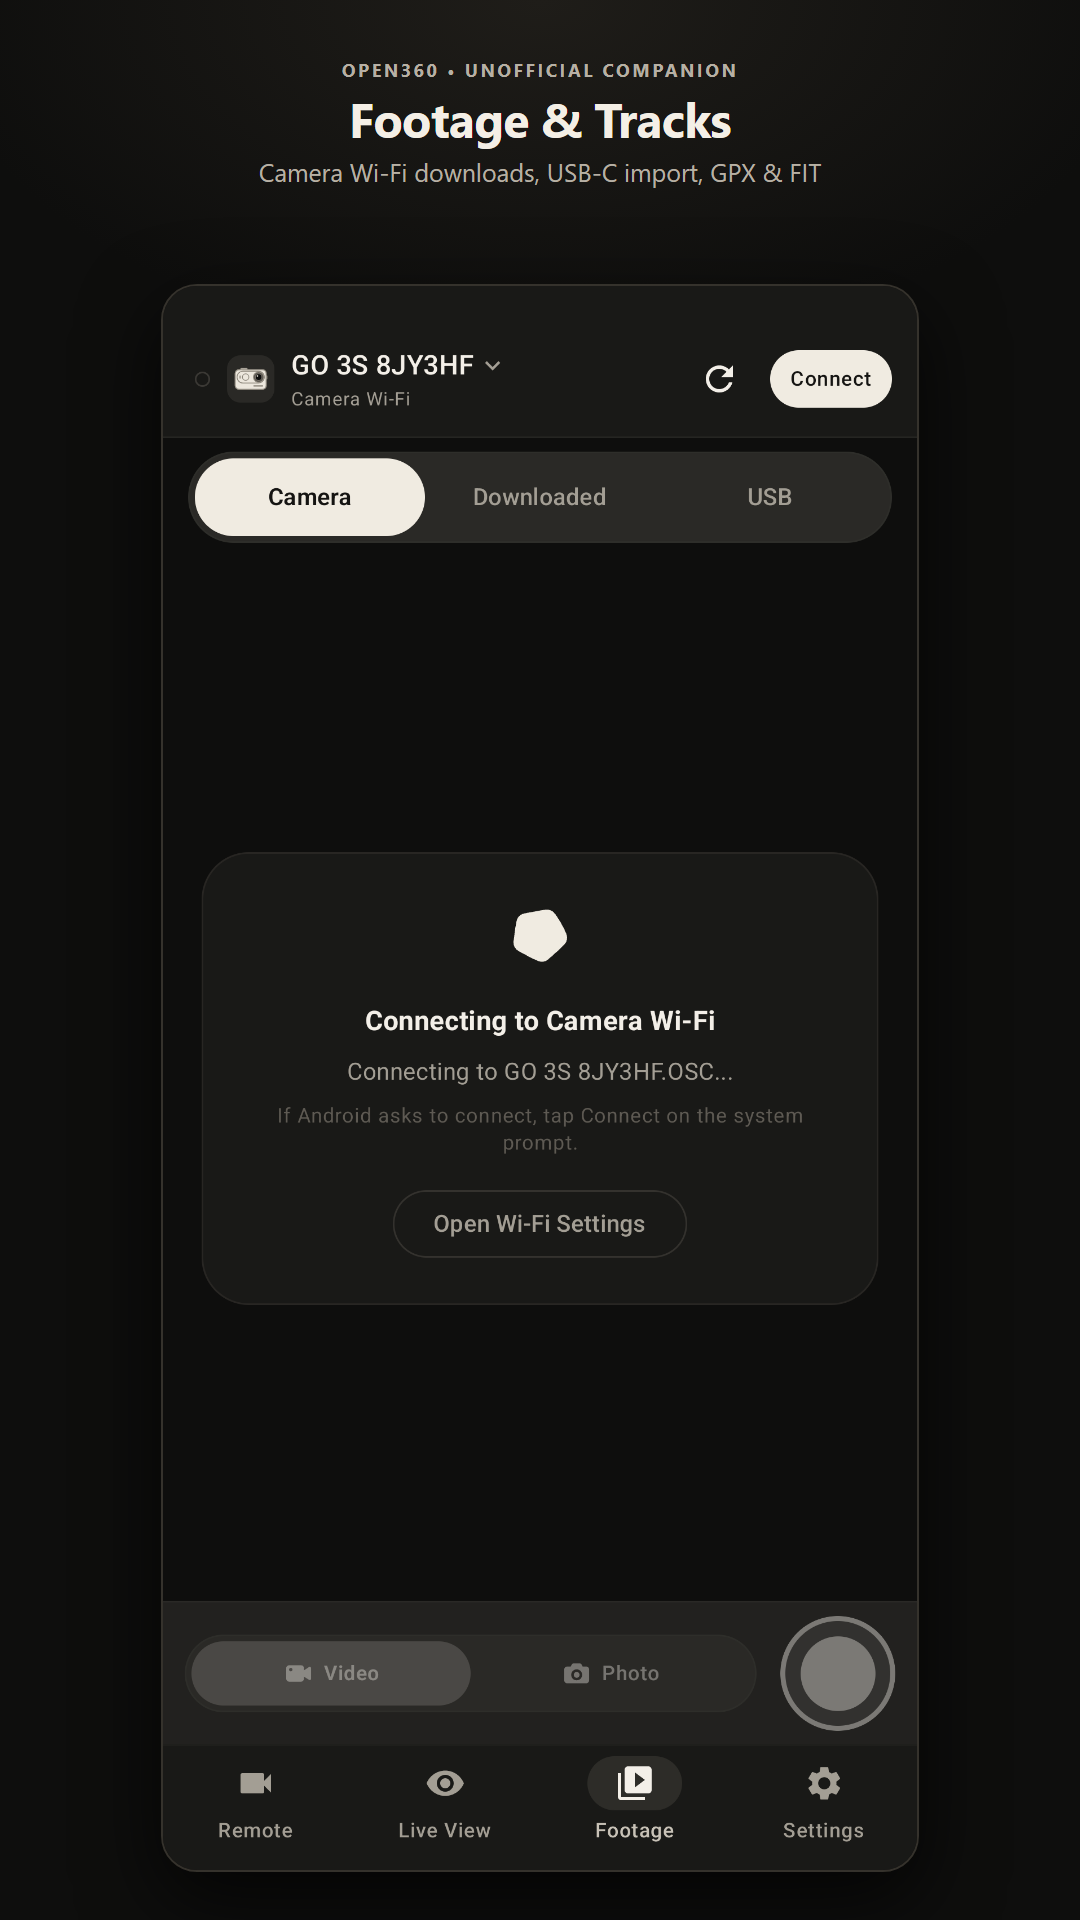 OPEN360 • UNOFFICIAL COMPANION
Footage & Tracks
Camera Wi-Fi downloads, USB-C import, GPX & FIT
GO 3S 8JY3HF
Camera Wi-Fi
Connect
Camera
Downloaded
USB
Connecting to Camera Wi-Fi
Connecting to GO 3S 8JY3HF.OSC...
If Android asks to connect, tap Connect on the system
prompt.
Open Wi-Fi Settings
Video
Photo
Remote
Live View
Footage
Settings